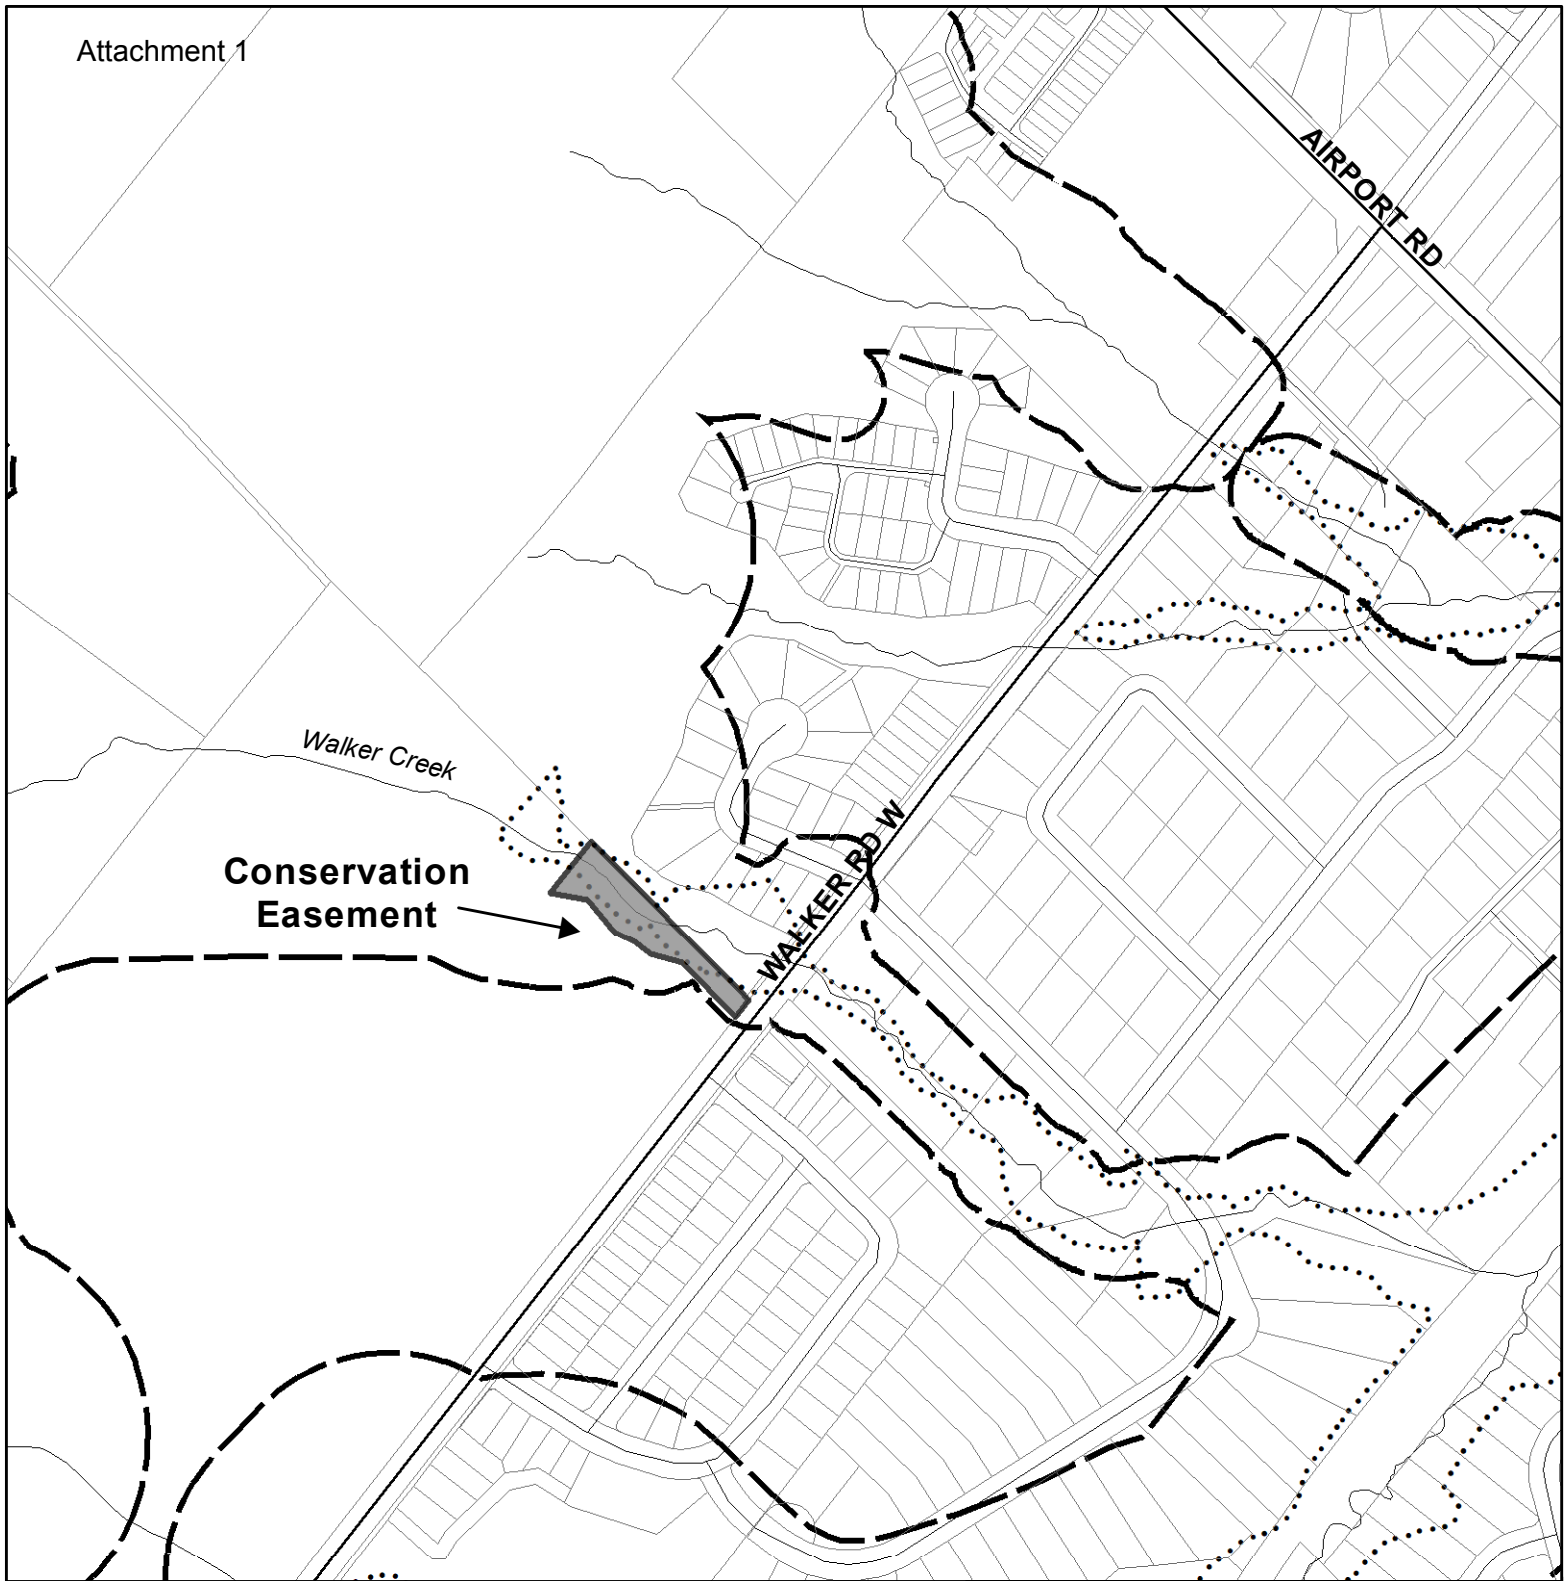 Attachment 1
AIRPORT RD
Walker Creek
WALKER RD W
Conservation
Easement